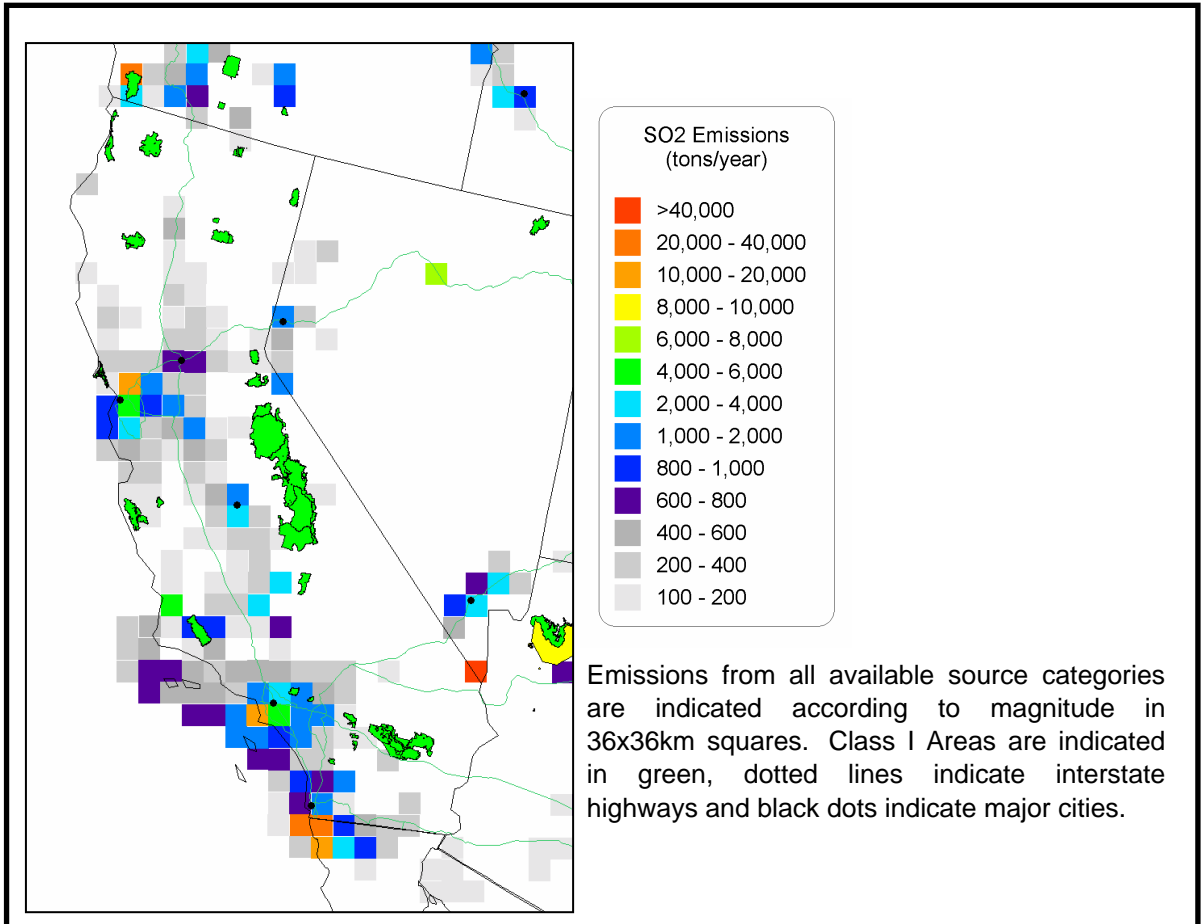 SO2 Emissions
(tons/year)
>40,000
20,000 - 40,000
10,000 - 20,000
8,000 - 10,000
6,000 - 8,000
4,000 - 6,000
2,000 - 4,000
1,000 - 2,000
800 - 1,000
600 - 800
400 - 600
200 - 400
100 - 200
Emissions from all available source categories
are indicated according to magnitude in
36x36km squares. Class I Areas are indicated
in green, dotted lines indicate interstate
highways and black dots indicate major cities.